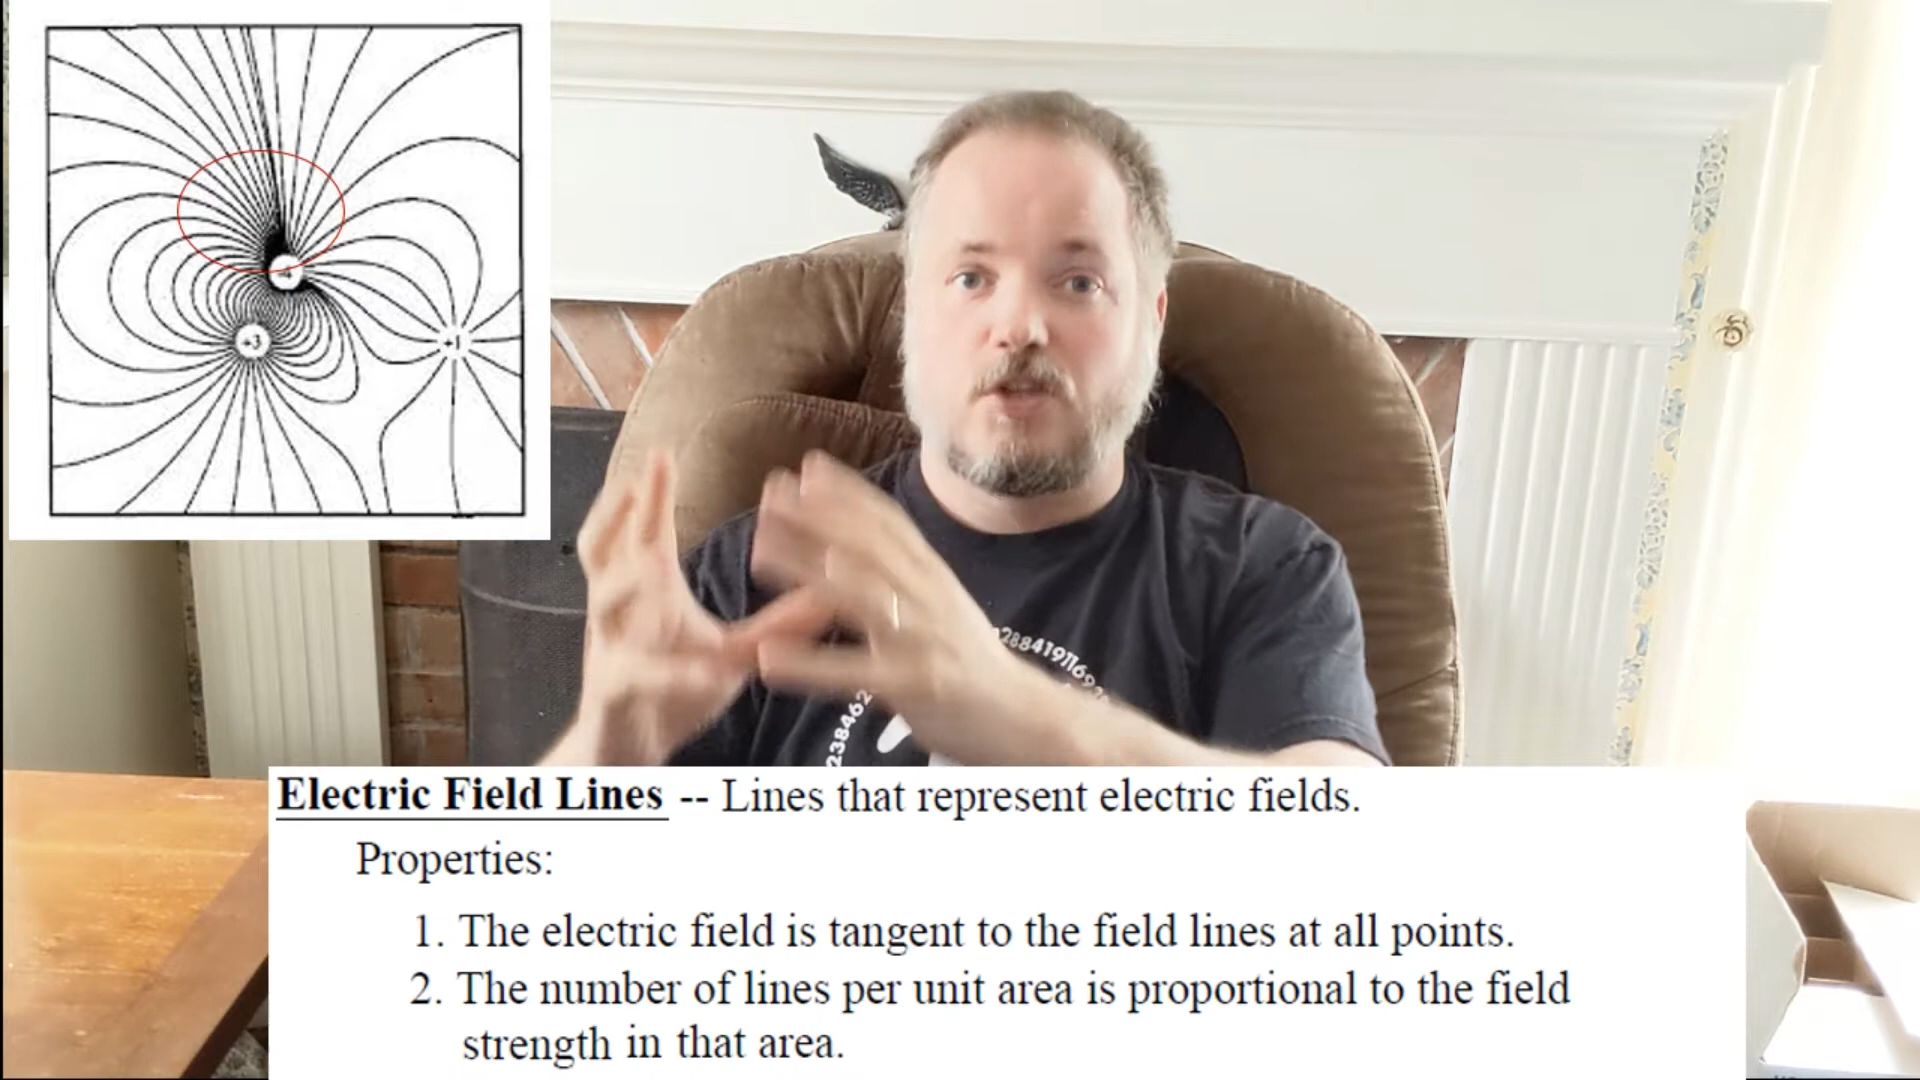 +3
+1
288419716939
238462
Electric Field Lines -- Lines that represent electric fields.
Properties:
1. The electric field is tangent to the field lines at all points.
2. The number of lines per unit area is proportional to the field
strength in that area.